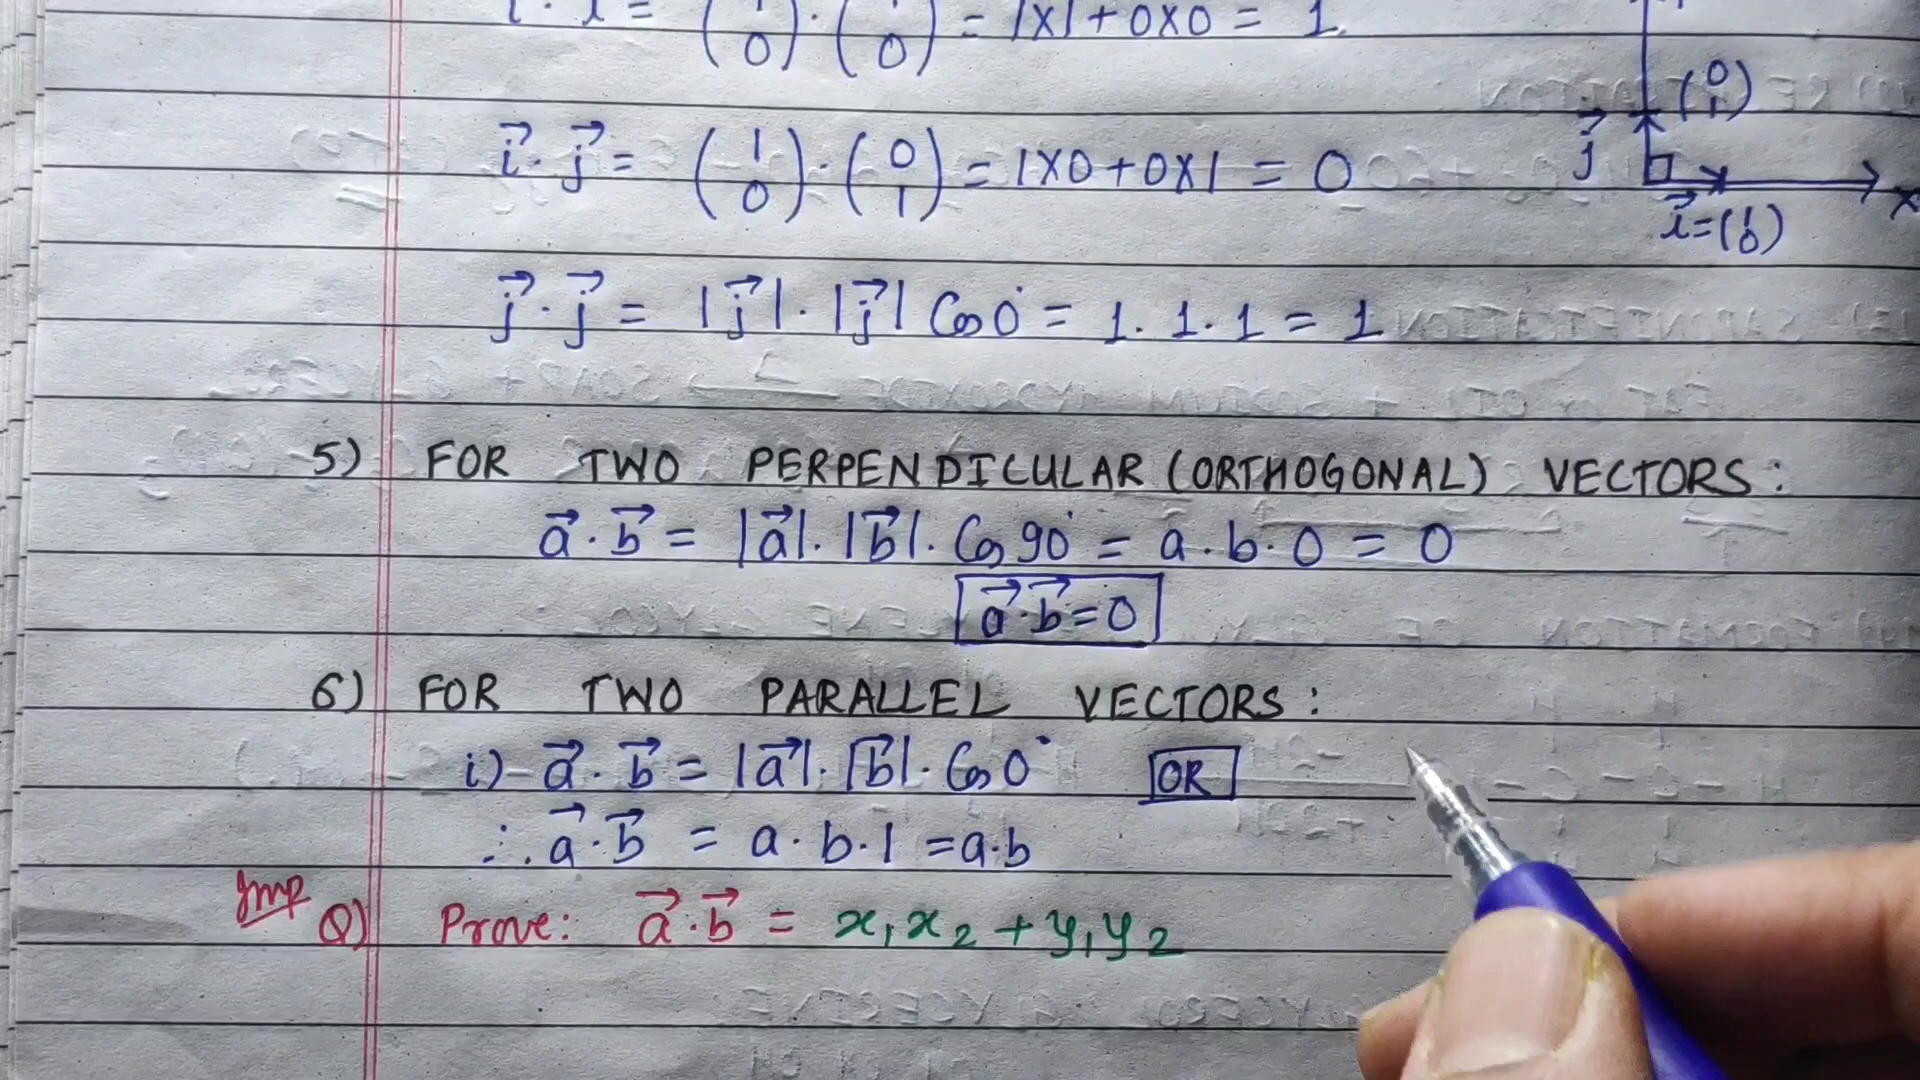 i · i = (1 0) · (1 0) = 1×1 + 0×0 = 1.
(0 1)
i⃗ · j⃗ = (1 0) · (0 1) = 1×0 + 0×1 = 0
j⃗
x
i⃗ = (1 0)
j⃗ · j⃗ = |j⃗| · |j⃗| Cos 0° = 1. 1. 1 = 1
5) FOR TWO PERPENDICULAR (ORTHOGONAL) VECTORS:
a⃗ · b⃗ = |a⃗| · |b⃗| · Cos 90° = a · b · 0 = 0
a⃗ · b⃗ = 0
6) FOR TWO PARALLEL VECTORS:
i) a⃗ · b⃗ = |a⃗| · |b⃗| · Cos 0° OR
∴ a⃗ · b⃗ = a · b · 1 = a · b
Imp Q) Prove: a⃗ · b⃗ = x₁x₂ + y₁y₂